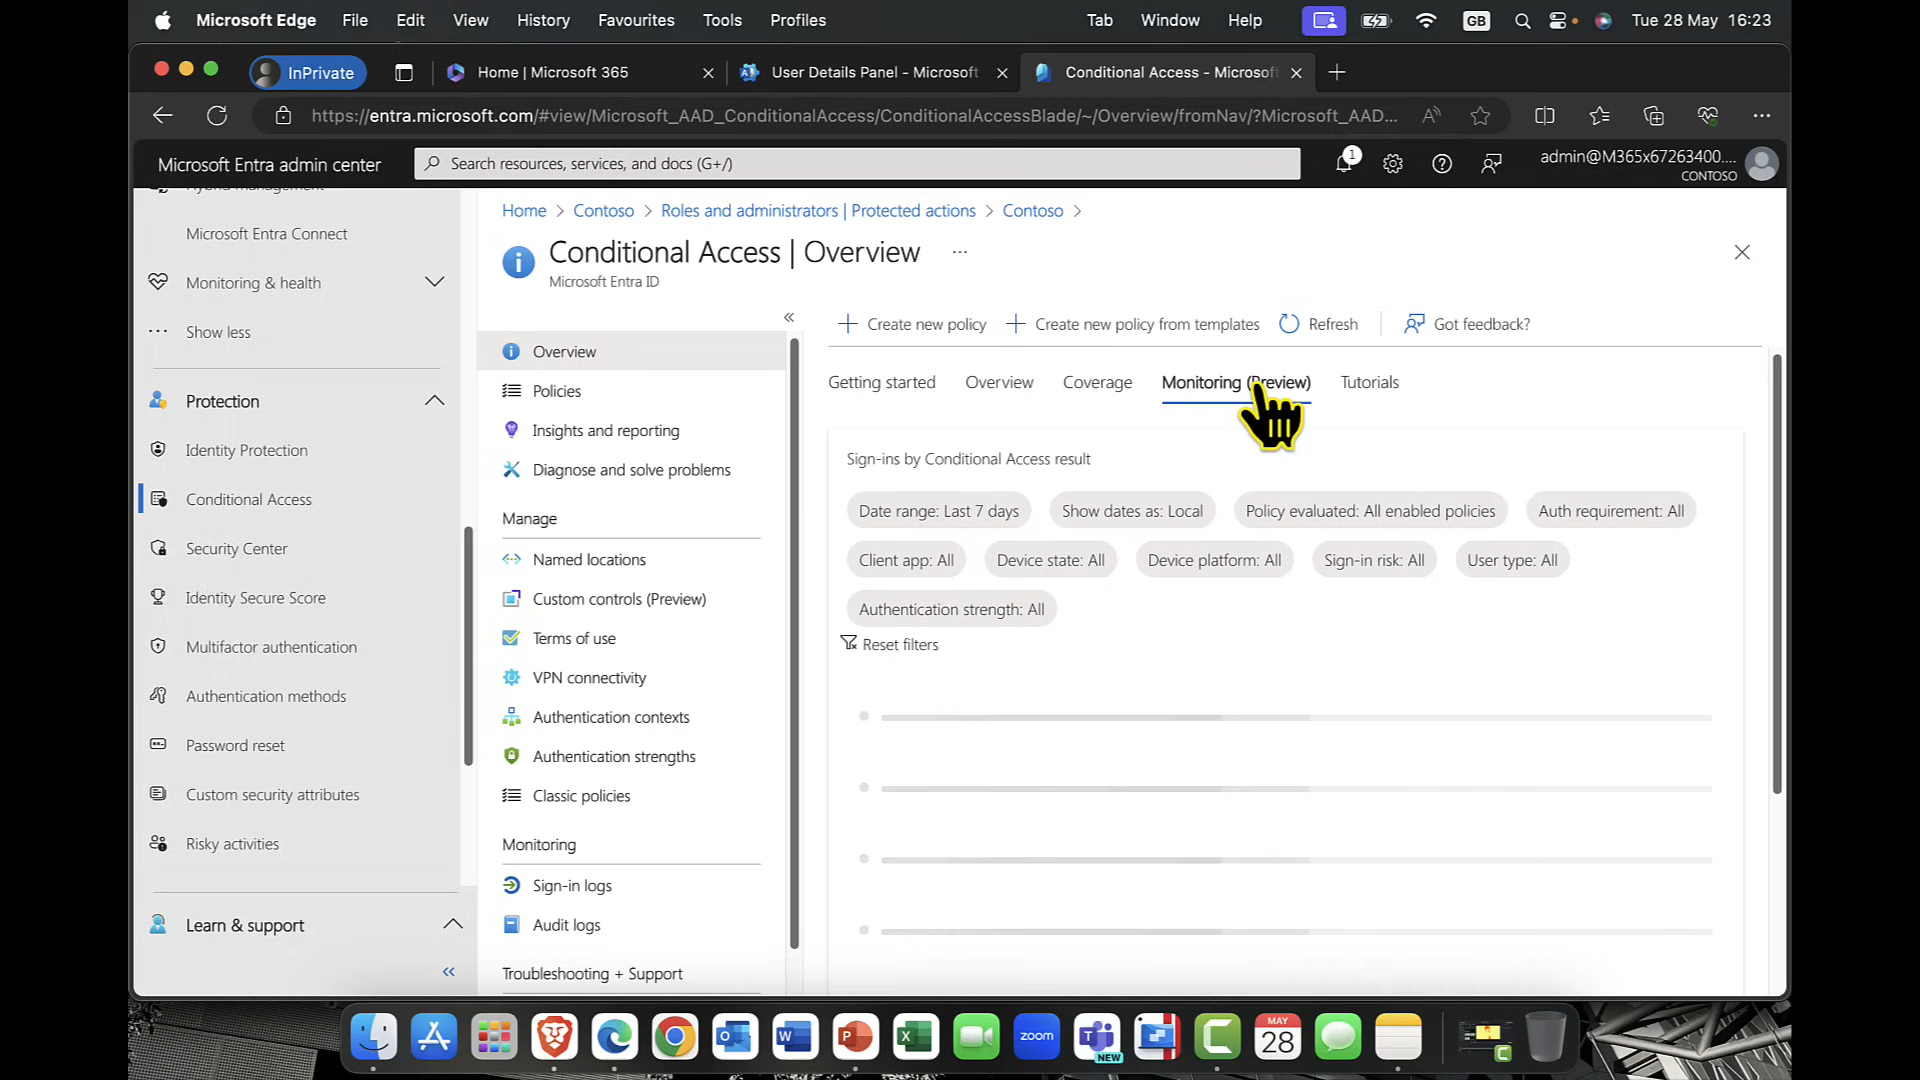 Microsoft Edge File Edit View History Favourites Tools Profiles Tab Window Help GB Tue 28 May 16:23
InPrivate Home | Microsoft 365 User Details Panel - Microsoft Conditional Access - Microsoft
https://entra.microsoft.com/#view/Microsoft_AAD_ConditionalAccess/ConditionalAccessBlade/~/Overview/fromNav/?Microsoft_AAD...
Microsoft Entra admin center
Search resources, services, and docs (G+/)
1
admin@M365x67263400....
CONTOSO
Hybrid management
Microsoft Entra Connect
Monitoring & health
Show less
Protection
Identity Protection
Conditional Access
Security Center
Identity Secure Score
Multifactor authentication
Authentication methods
Password reset
Custom security attributes
Risky activities
Learn & support
Home > Contoso > Roles and administrators | Protected actions > Contoso >
Conditional Access | Overview ...
Microsoft Entra ID
Overview
Policies
Insights and reporting
Diagnose and solve problems
Manage
Named locations
Custom controls (Preview)
Terms of use
VPN connectivity
Authentication contexts
Authentication strengths
Classic policies
Monitoring
Sign-in logs
Audit logs
Troubleshooting + Support
Create new policy Create new policy from templates Refresh Got feedback?
Getting started Overview Coverage Monitoring (Preview) Tutorials
Sign-ins by Conditional Access result
Date range: Last 7 days Show dates as: Local Policy evaluated: All enabled policies Auth requirement: All
Client app: All Device state: All Device platform: All Sign-in risk: All User type: All
Authentication strength: All
Reset filters
zoom
NEW
MAY
28